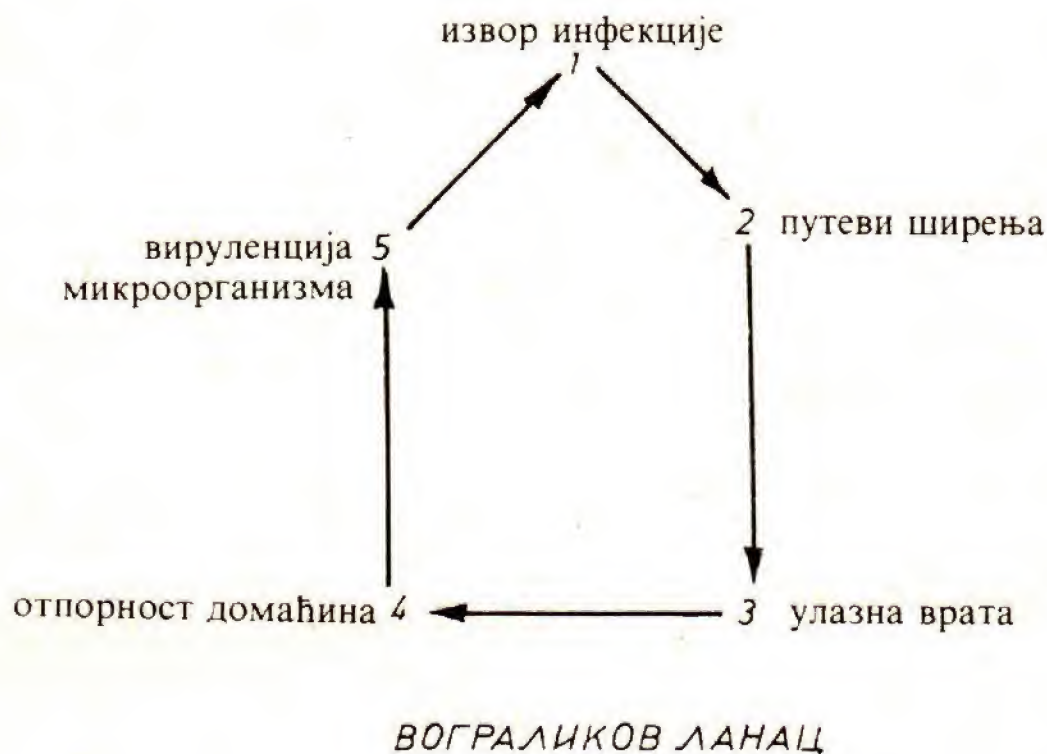 извор инфекције
1
2 путеви ширења
вируленција 5
микроорганизма
отпорност домаћина 4
3 улазна врата
ВОГРАЛИКОВ ЛАНАЦ